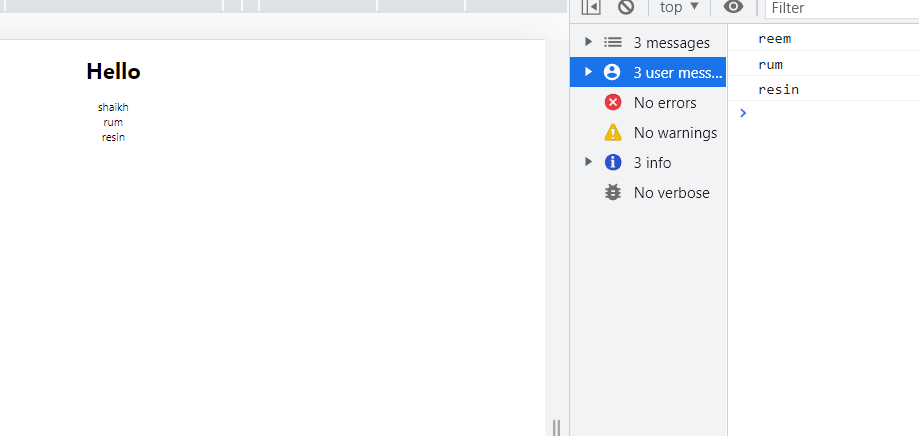 Hello
shaikh
rum
resin
top ▼
Filter
3 messages
3 user mess...
No errors
No warnings
3 info
No verbose
reem
rum
resin